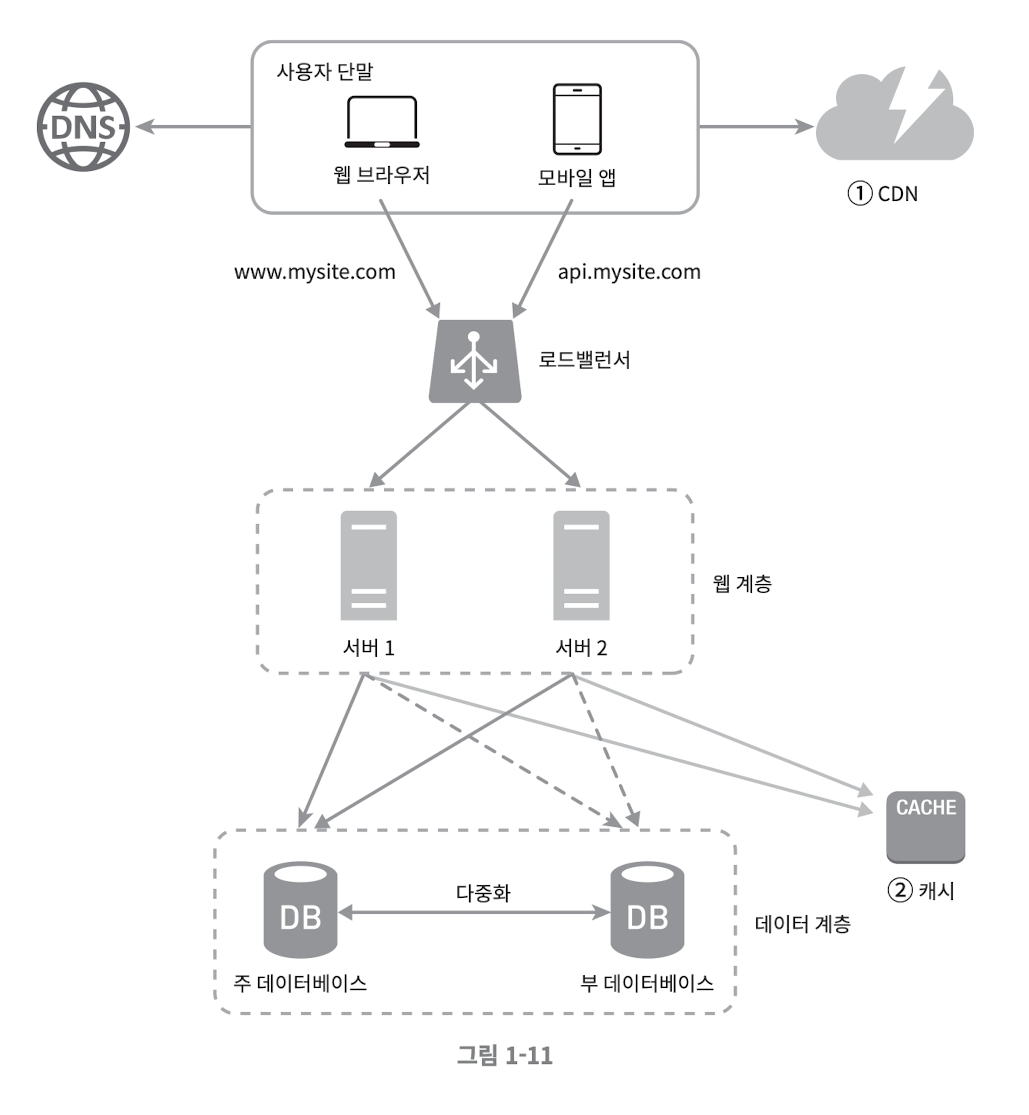 사용자 단말
DNS
웹 브라우저
모바일 앱
① CDN
www.mysite.com
api.mysite.com
로드밸런서
서버 1
서버 2
웹 계층
CACHE
② 캐시
DB
다중화
DB
데이터 계층
주 데이터베이스
부 데이터베이스
그림 1-11